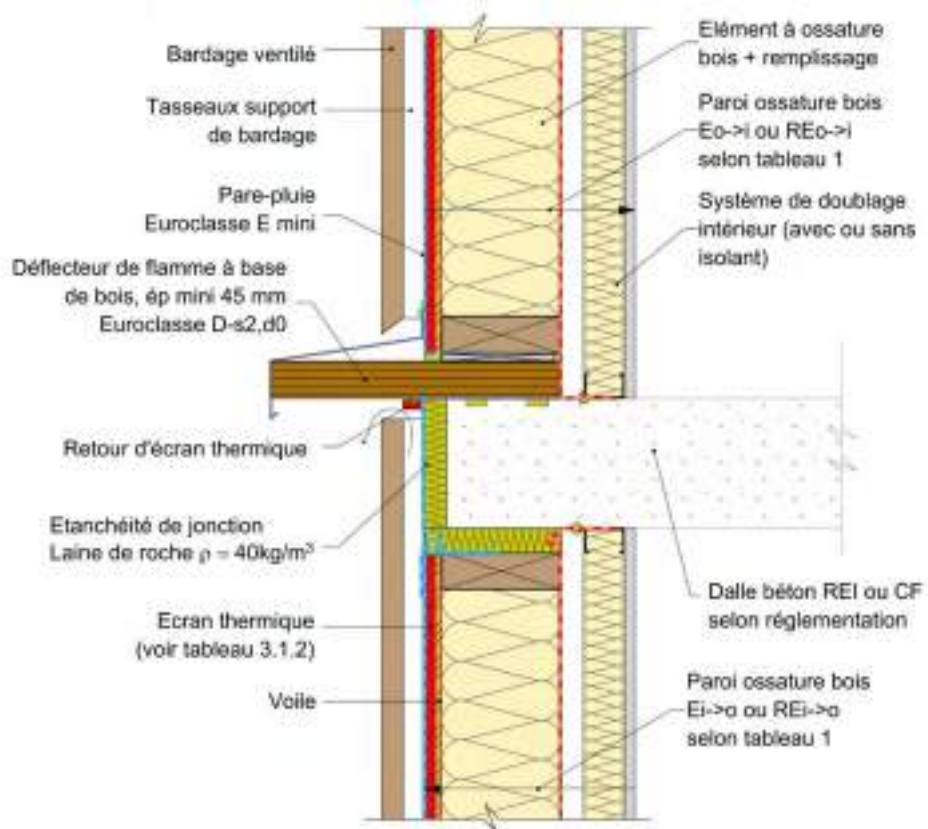 Bardage ventilé
Tasseaux support
de bardage
Pare-pluie
Euroclasse E mini
Déflecteur de flamme à base
de bois, ép mini 45 mm
Euroclasse D-s2,d0
Retour d'écran thermique
Etanchéité de jonction
Laine de roche ρ = 40kg/m³
Ecran thermique
(voir tableau 3.1.2)
Voile
Elément à ossature
bois + remplissage
Paroi ossature bois
Eo->i ou REo->i
selon tableau 1
Système de doublage
intérieur (avec ou sans
isolant)
Dalle béton REI ou CF
selon réglementation
Paroi ossature bois
Ei->o ou REi->o
selon tableau 1